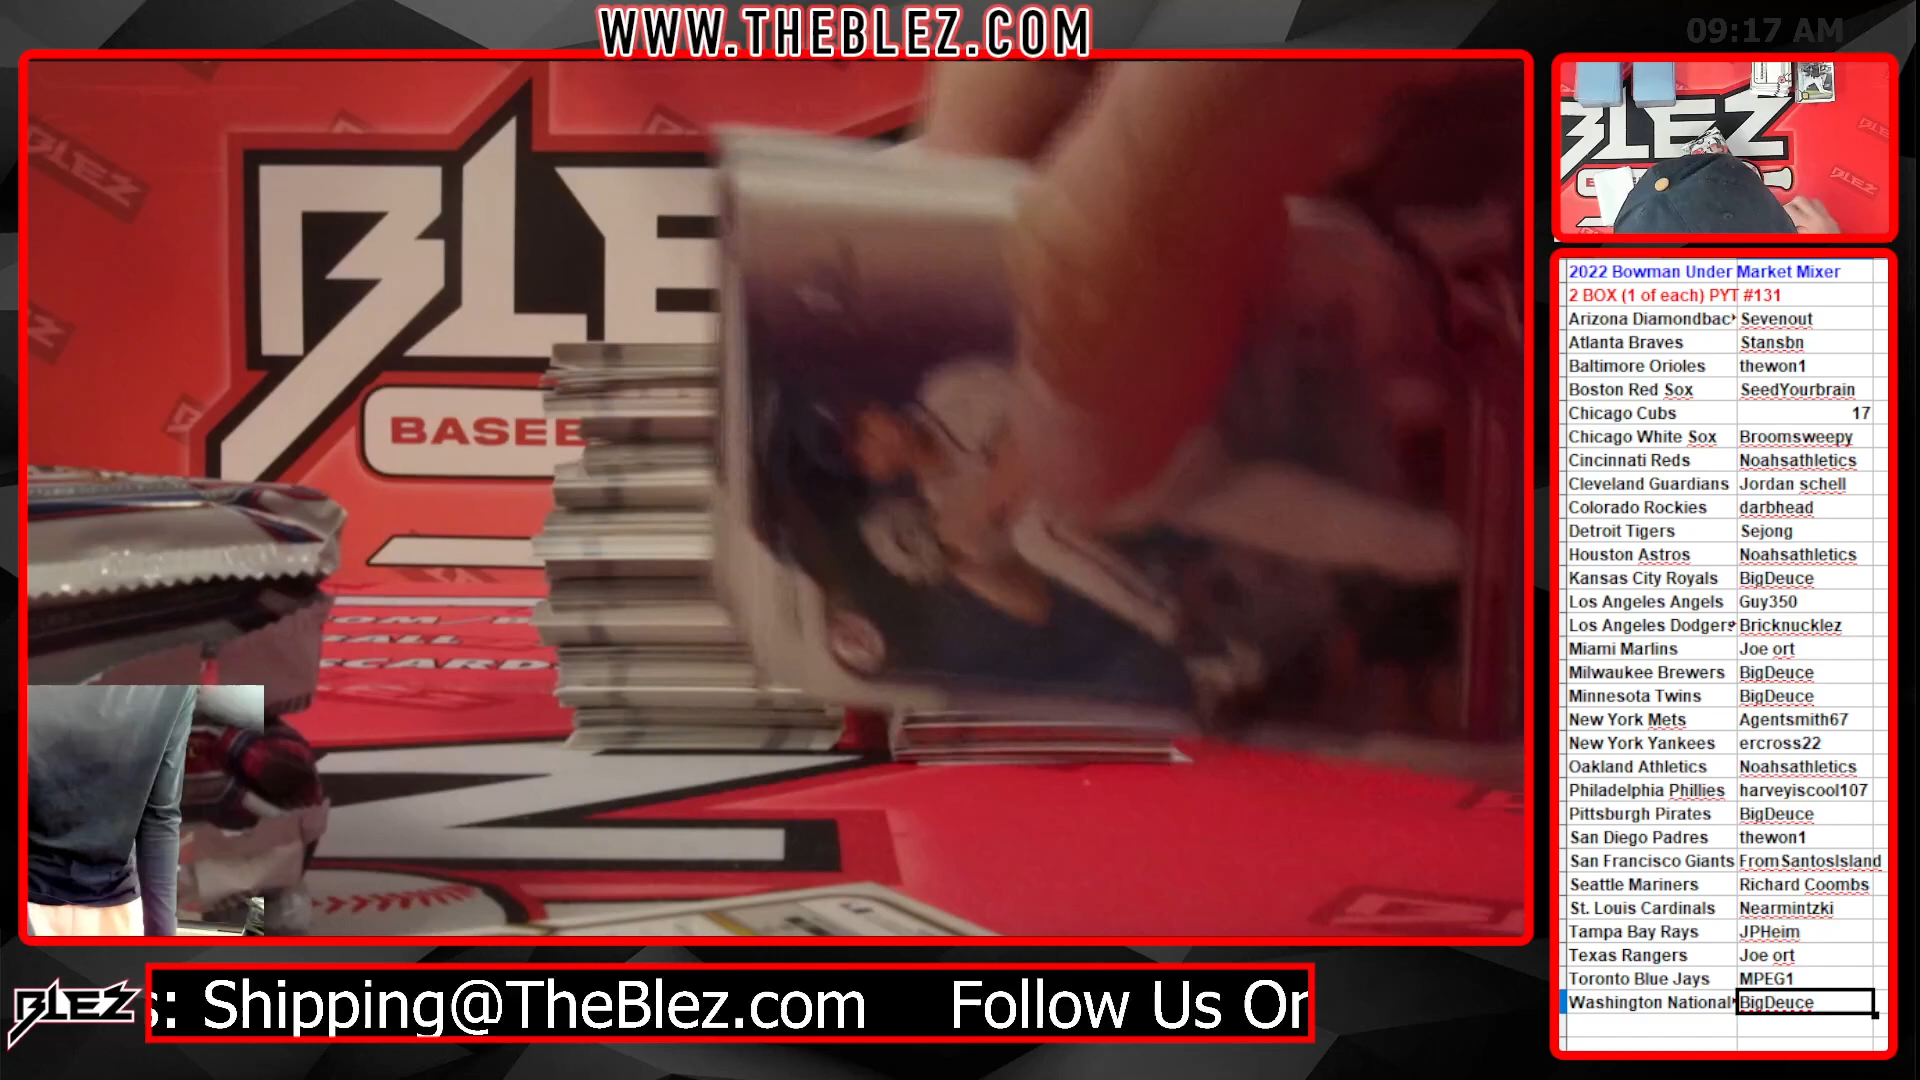 WWW.THEBLEZ.COM
09:17 AM
BLEZ
BLE
BASEB
BLEZ
BLEZ
BLEZ
2022 Bowman Under Market Mixer
2 BOX (1 of each) PYT #131
Arizona Diamondbac Sevenout
Atlanta Braves Stansbn
Baltimore Orioles thewon1
Boston Red Sox SeedYourbrain
Chicago Cubs 17
Chicago White Sox Broomsweepy
Cincinnati Reds Noahsathletics
Cleveland Guardians Jordan schell
Colorado Rockies darbhead
Detroit Tigers Sejong
Houston Astros Noahsathletics
Kansas City Royals BigDeuce
Los Angeles Angels Guy350
Los Angeles Dodgers Bricknucklez
Miami Marlins Joe ort
Milwaukee Brewers BigDeuce
Minnesota Twins BigDeuce
New York Mets Agentsmith67
New York Yankees ercross22
Oakland Athletics Noahsathletics
Philadelphia Phillies harveyiscool107
Pittsburgh Pirates BigDeuce
San Diego Padres thewon1
San Francisco Giants FromSantosIsland
Seattle Mariners Richard Coombs
St. Louis Cardinals Nearmintzki
Tampa Bay Rays JPHeim
Texas Rangers Joe ort
Toronto Blue Jays MPEG1
Washington National BigDeuce
BLEZ
s: Shipping@TheBlez.com Follow Us On